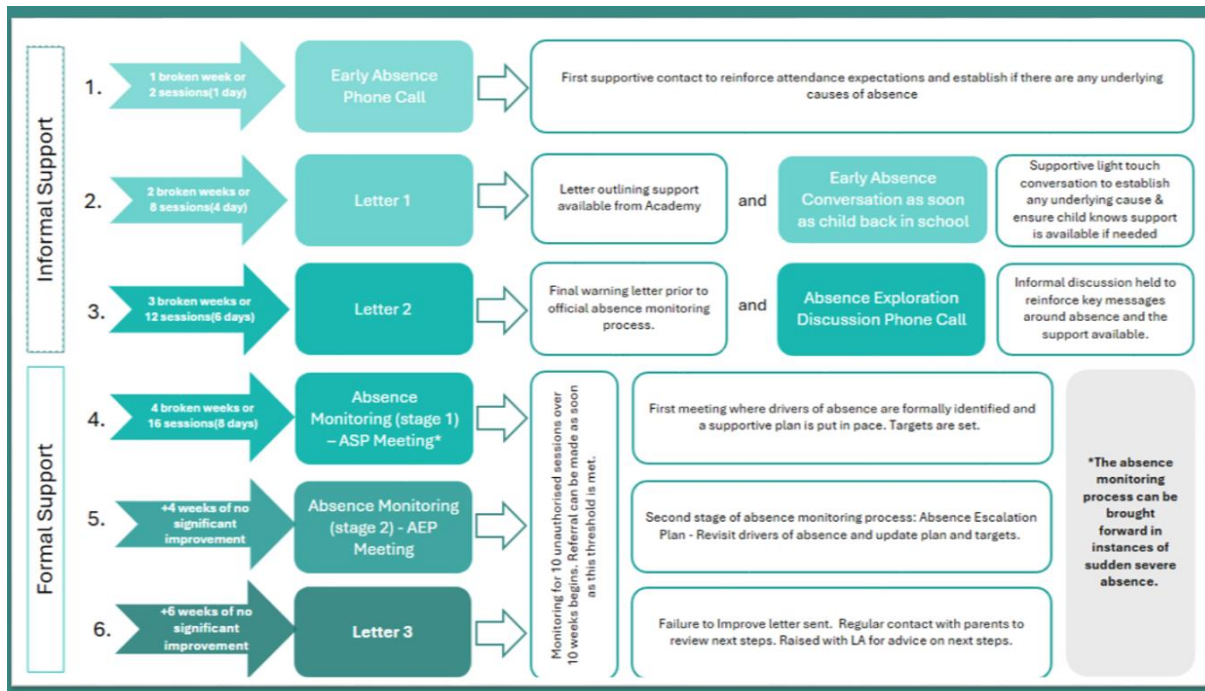 Informal Support
1.
1 broken week or
2 sessions(1 day)
Early Absence
Phone Call
First supportive contact to reinforce attendance expectations and establish if there are any underlying
causes of absence
2.
2 broken weeks or
8 sessions(4 day)
Letter 1
Letter outlining support
available from Academy
and
Early Absence
Conversation as soon
as child back in school
Supportive light touch
conversation to establish
any underlying cause &
ensure child knows support
is available if needed
3.
3 broken weeks or
12 sessions(6 days)
Letter 2
Final warning letter prior to
official absence monitoring
process.
and
Absence Exploration
Discussion Phone Call
Informal discussion held to
reinforce key messages
around absence and the
support available.
Formal Support
4.
4 broken weeks or
16 sessions(8 days)
Absence
Monitoring (stage 1)
– ASP Meeting*
Monitoring for 10 unauthorised sessions over
10 weeks begins. Referral can be made as soon
as this threshold is met.
First meeting where drivers of absence are formally identified and
a supportive plan is put in pace. Targets are set.
5.
+4 weeks of no
significant
improvement
Absence Monitoring
(stage 2) - AEP
Meeting
Second stage of absence monitoring process: Absence Escalation
Plan - Revisit drivers of absence and update plan and targets.
6.
+6 weeks of no
significant
improvement
Letter 3
Failure to Improve letter sent.  Regular contact with parents to
review next steps. Raised with LA for advice on next steps.
*The absence
monitoring
process can be
brought
forward in
instances of
sudden severe
absence.